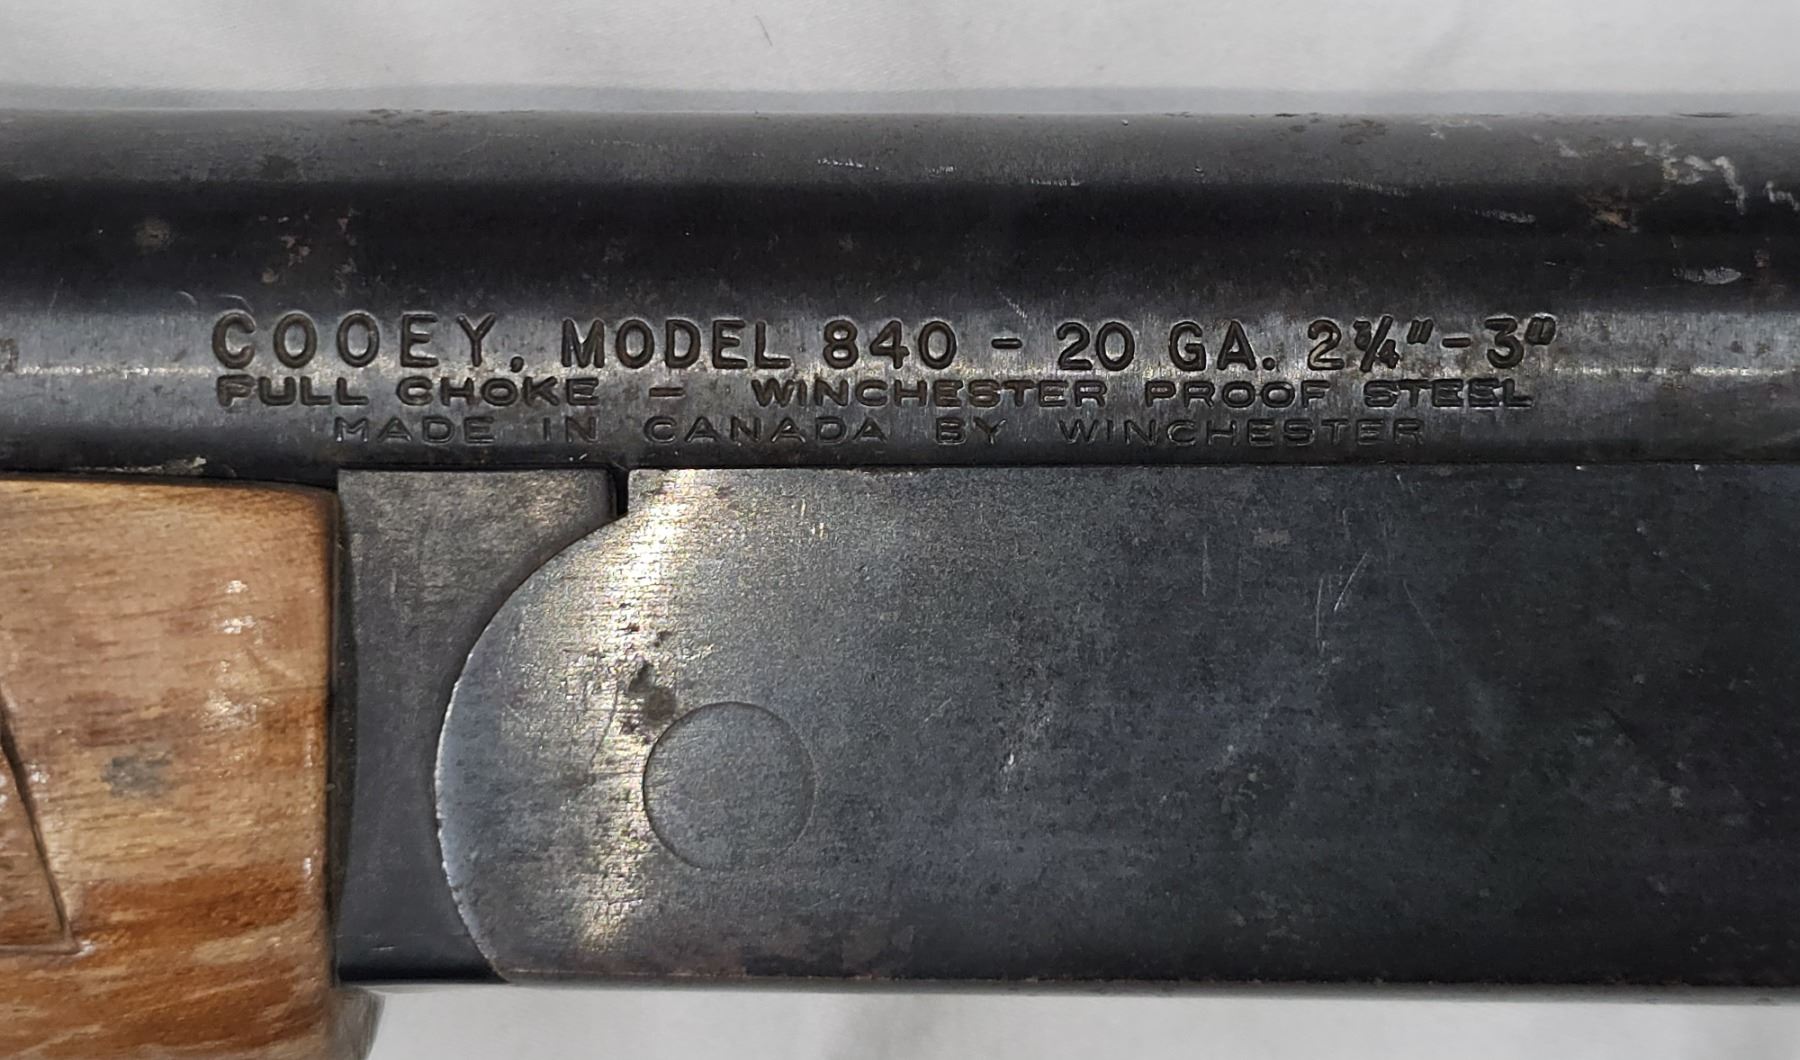 COOEY, MODEL 840 - 20 GA. 2¾"-3"
FULL CHOKE - WINCHESTER PROOF STEEL
MADE IN CANADA BY WINCHESTER